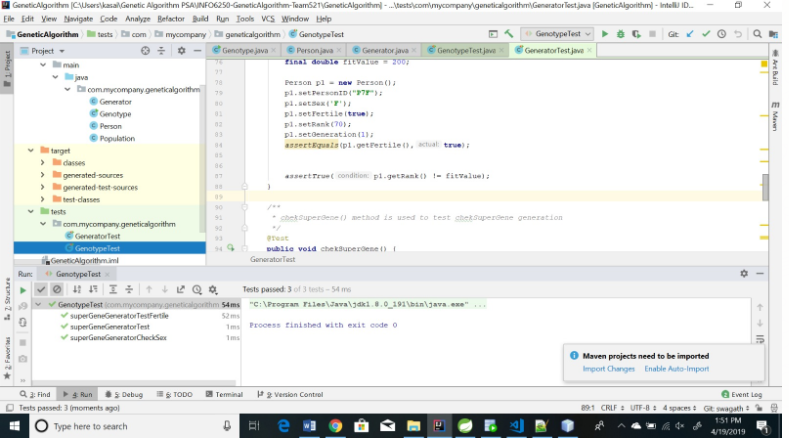 GeneticAlgorithm [C:\Users\kasai\Genetic Algorithm PSA\INFO6250-GeneticAlgorithm-Team521\GeneticAlgorithm] - ...\tests\com\mycompany\geneticalgorithm\GeneratorTest.java [GeneticAlgorithm] - IntelliJ ID...
File Edit View Navigate Code Analyze Refactor Build Run Tools VCS Window Help
GeneticAlgorithm tests com mycompany geneticalgorithm GeneratorTest GenotypeTest Git:
Project Genotype.java Person.java Generator.java GenotypeTest.java GeneratorTest.java
1: Project
Ant Build
Maven
main
java
com.mycompany.geneticalgorithm
Generator
Genotype
Person
Population
target
classes
generated-sources
generated-test-sources
test-classes
tests
com.mycompany.geneticalgorithm
GeneratorTest
GenotypeTest
GeneticAlgorithm.iml
76 final double fitValue = 200;
77
78 Person p1 = new Person();
79 p1.setPersonID("P7F");
80 p1.setSex('F');
81 p1.setFertile(true);
82 p1.setRank(70);
83 p1.setGeneration(1);
84 assertEquals(p1.getFertile(), actual: true);
85
86
87 assertTrue( condition: p1.getRank() != fitValue);
88 }
89
90 /**
91 * chekSuperGene() method is used to test chekSuperGene generation
92 */
93 @Test
94 public void chekSuperGene() {
GeneratorTest
Run: GenotypeTest
Tests passed: 3 of 3 tests – 54 ms
GenotypeTest (com.mycompany.geneticalgorithm 54 ms
superGeneGeneratorTestFertile 52 ms
superGeneGeneratorTest 1 ms
superGeneGeneratorCheckSex 1 ms
"C:\Program Files\Java\jdk1.8.0_191\bin\java.exe" ...
Process finished with exit code 0
Z: Structure
2: Favorites
Maven projects need to be imported
Import Changes Enable Auto-Import
3: Find 4: Run 5: Debug 6: TODO Terminal 9: Version Control Event Log
Tests passed: 3 (moments ago) 89:1 CRLF UTF-8 4 spaces Git: swagath
Type here to search
1:51 PM
4/19/2019